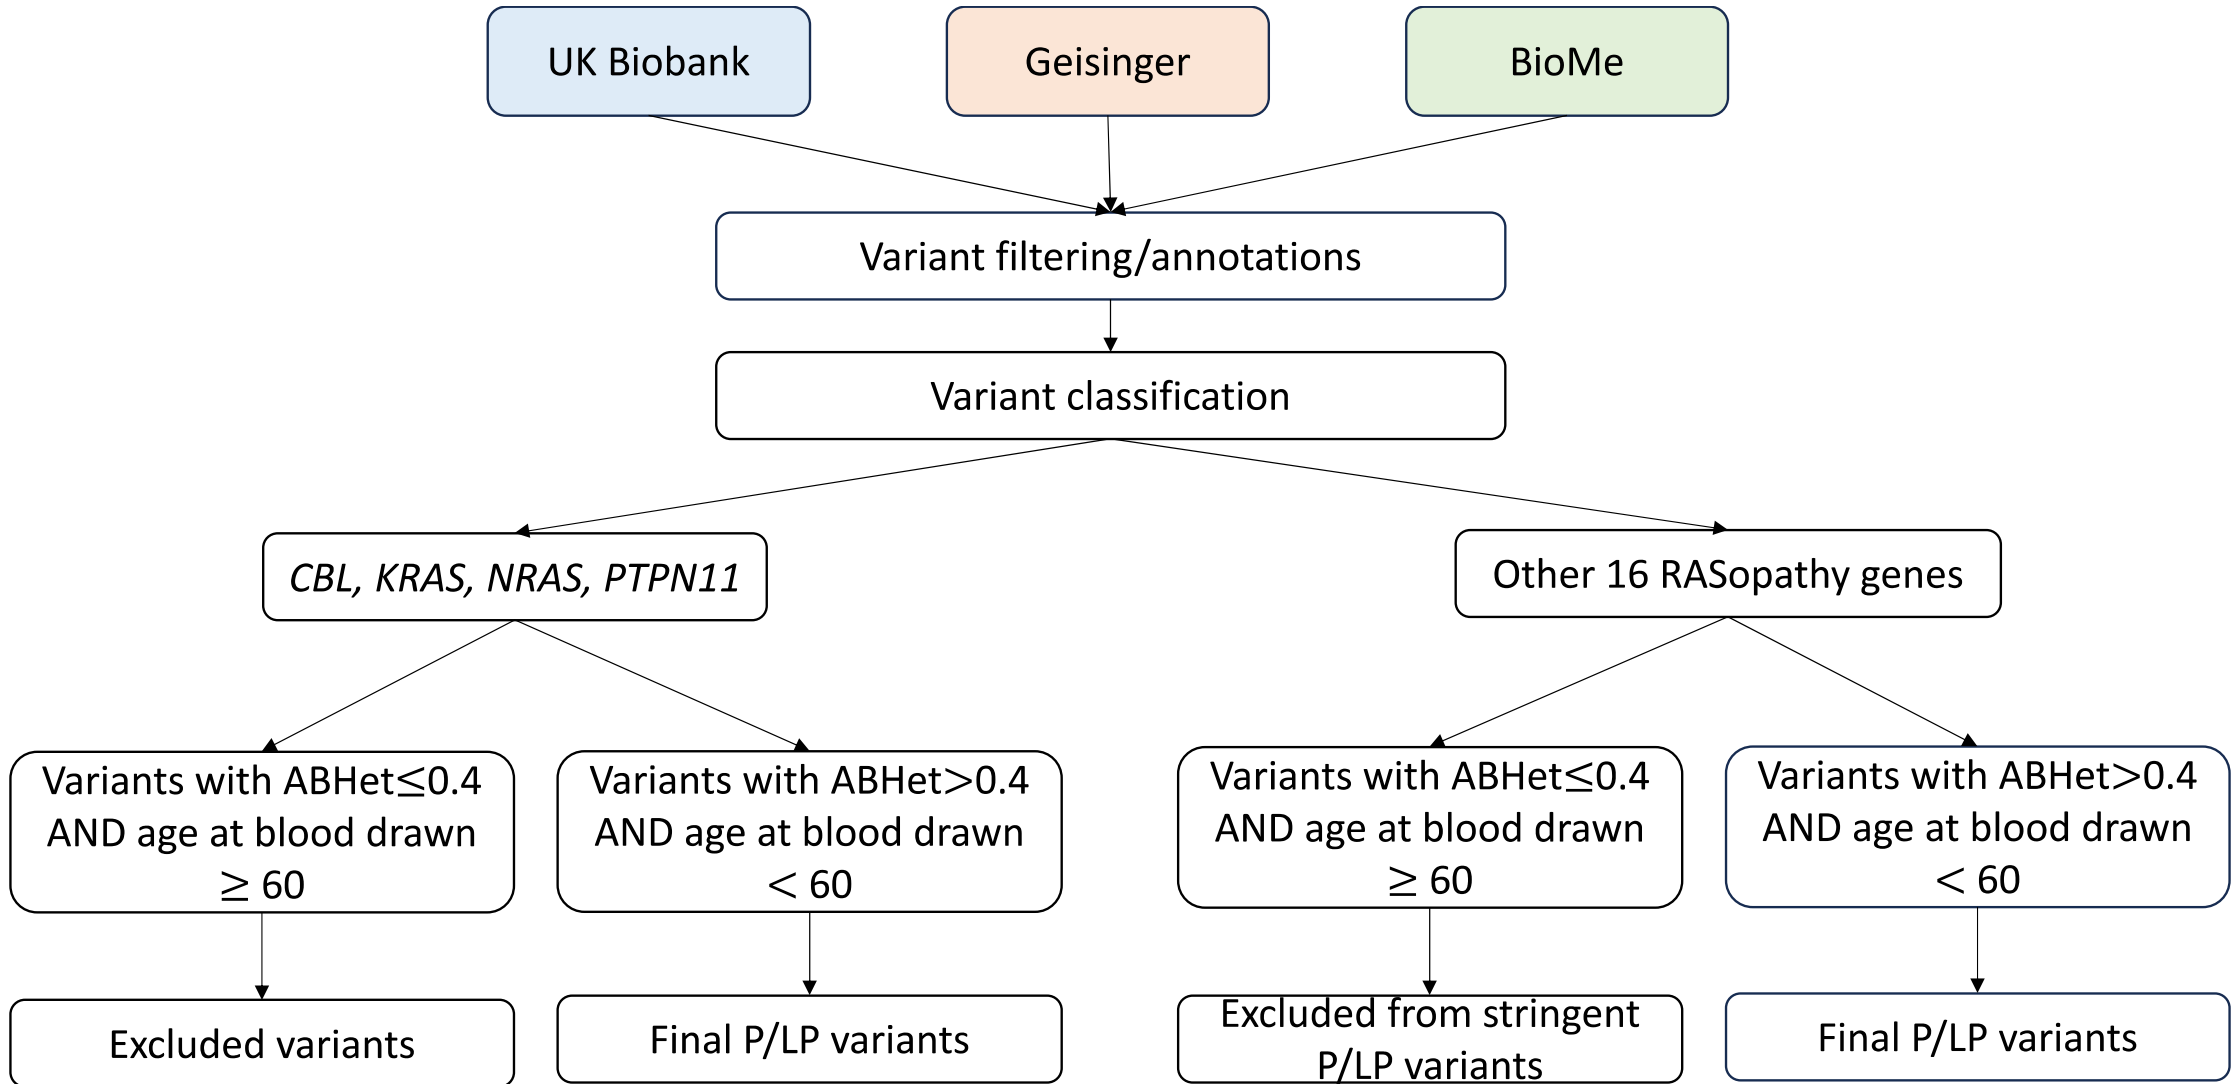 UK Biobank
Geisinger
BioMe
Variant filtering/annotations
Variant classification
CBL, KRAS, NRAS, PTPN11
Other 16 RASopathy genes
Variants with ABHet≤0.4
AND age at blood drawn
≥ 60
Variants with ABHet>0.4
AND age at blood drawn
< 60
Variants with ABHet≤0.4
AND age at blood drawn
≥ 60
Variants with ABHet>0.4
AND age at blood drawn
< 60
Excluded variants
Final P/LP variants
Excluded from stringent
P/LP variants
Final P/LP variants